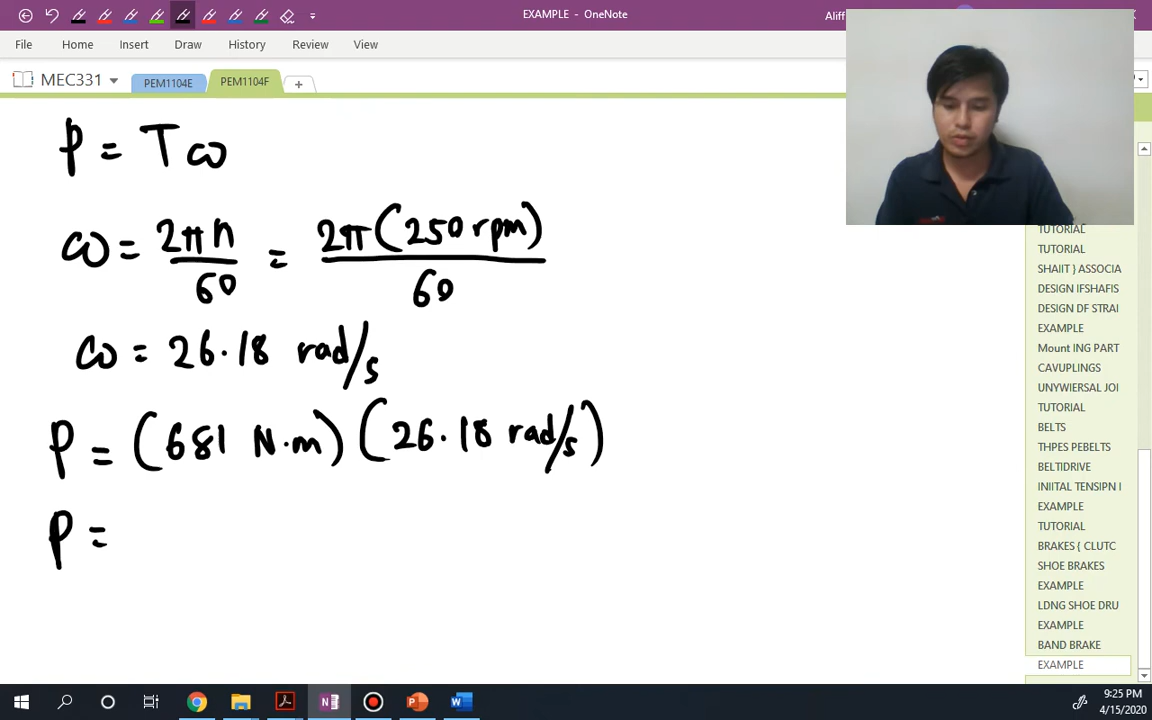 EXAMPLE - OneNote
Aliff
File Home Insert Draw History Review View
MEC331
PEM1104E
PEM1104F
P = Tω
ω = 2πn / 60 = 2π(250 rpm) / 60
ω = 26.18 rad/s
P = (681 N·m)(26.18 rad/s)
P =
TUTORIAL
TUTORIAL
SHAIIT } ASSOCIA
DESIGN IFSHAFIS
DESIGN DF STRAI
EXAMPLE
Mount ING PART
CAVUPLINGS
UNYWIERSAL JOI
TUTORIAL
BELTS
THPES PEBELTS
BELTIDRIVE
INIITAL TENSIPN I
EXAMPLE
TUTORIAL
BRAKES { CLUTC
SHOE BRAKES
EXAMPLE
LDNG SHOE DRU
EXAMPLE
BAND BRAKE
EXAMPLE
9:25 PM
4/15/2020